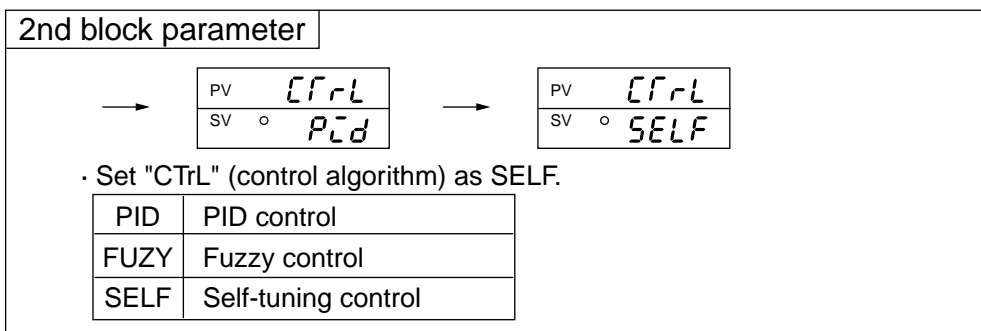 2nd block parameter
PV CTrL PV CTrL
SV PID SV SELF
· Set "CTrL" (control algorithm) as SELF.
PID PID control
FUZY Fuzzy control
SELF Self-tuning control